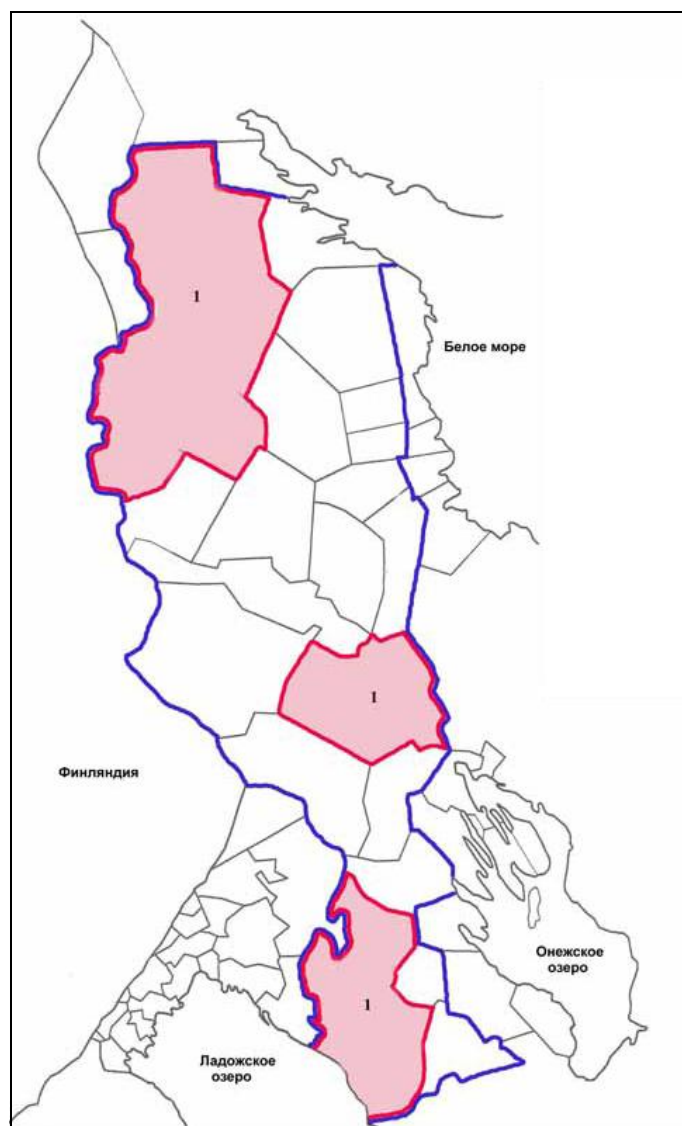 1
Белое море
1
Финляндия
Онежское
озеро
1
Ладожское
озеро